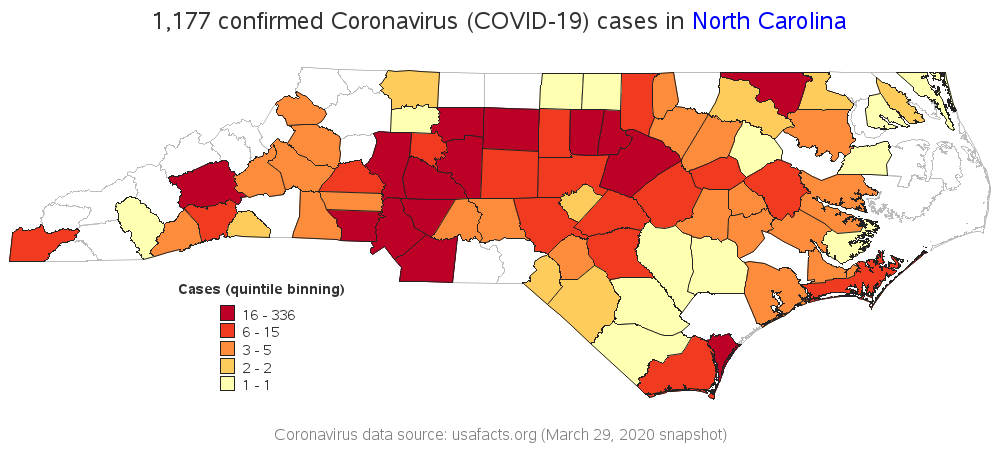 1,177 confirmed Coronavirus (COVID-19) cases in North Carolina
Cases (quintile binning)
16 - 336
6 - 15
3 - 5
2 - 2
1 - 1
Coronavirus data source: usafacts.org (March 29, 2020 snapshot)